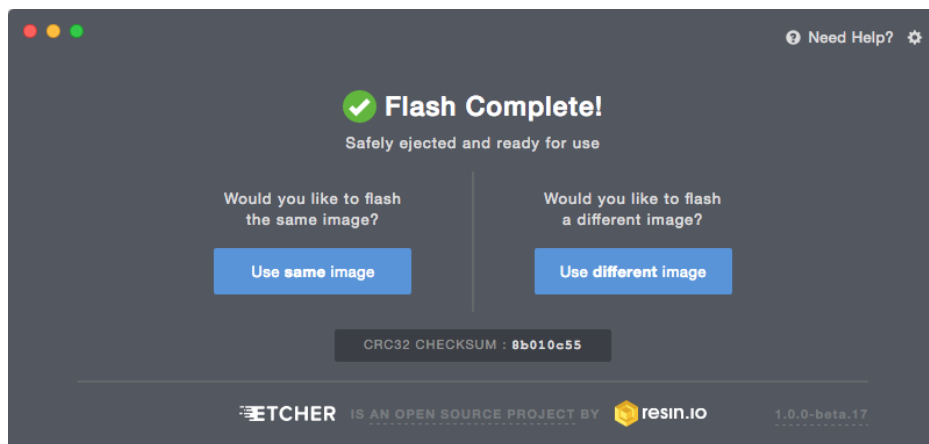 Need Help?
Flash Complete!
Safely ejected and ready for use
Would you like to flash
the same image?
Use same image
Would you like to flash
a different image?
Use different image
CRC32 CHECKSUM : 8b010c55
ETCHER IS AN OPEN SOURCE PROJECT BY resin.io 1.0.0-beta.17